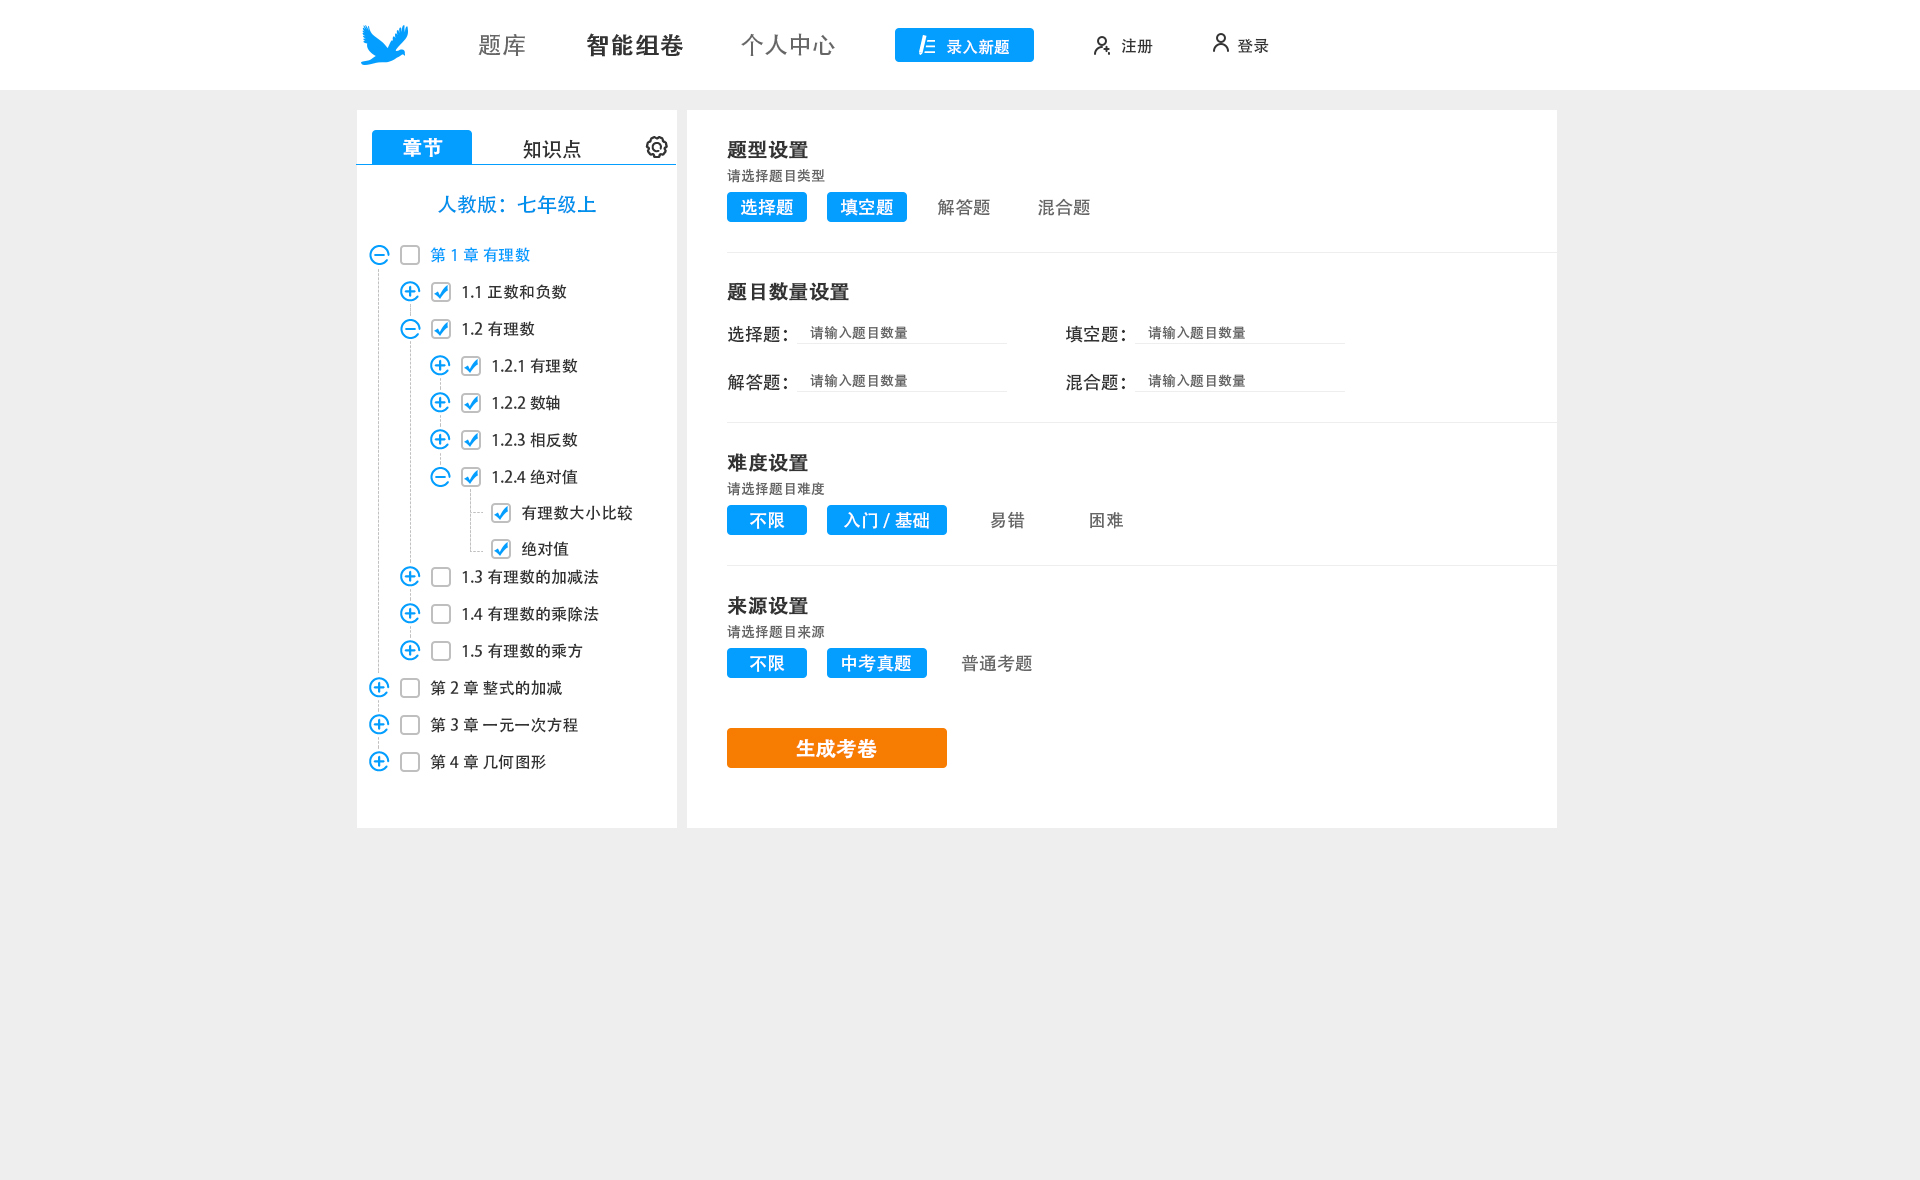 题库 智能组卷 个人中心 录入新题 注册 登录
章节 知识点
人教版：七年级上
第 1 章 有理数
1.1 正数和负数
1.2 有理数
1.2.1 有理数
1.2.2 数轴
1.2.3 相反数
1.2.4 绝对值
有理数大小比较
绝对值
1.3 有理数的加减法
1.4 有理数的乘除法
1.5 有理数的乘方
第 2 章 整式的加减
第 3 章 一元一次方程
第 4 章 几何图形
题型设置
请选择题目类型
选择题 填空题 解答题 混合题
题目数量设置
选择题： 请输入题目数量 填空题： 请输入题目数量
解答题： 请输入题目数量 混合题： 请输入题目数量
难度设置
请选择题目难度
不限 入门 / 基础 易错 困难
来源设置
请选择题目来源
不限 中考真题 普通考题
生成考卷